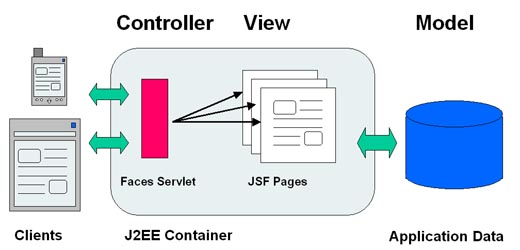 Controller
View
Model
Faces Servlet
JSF Pages
Clients
J2EE Container
Application Data